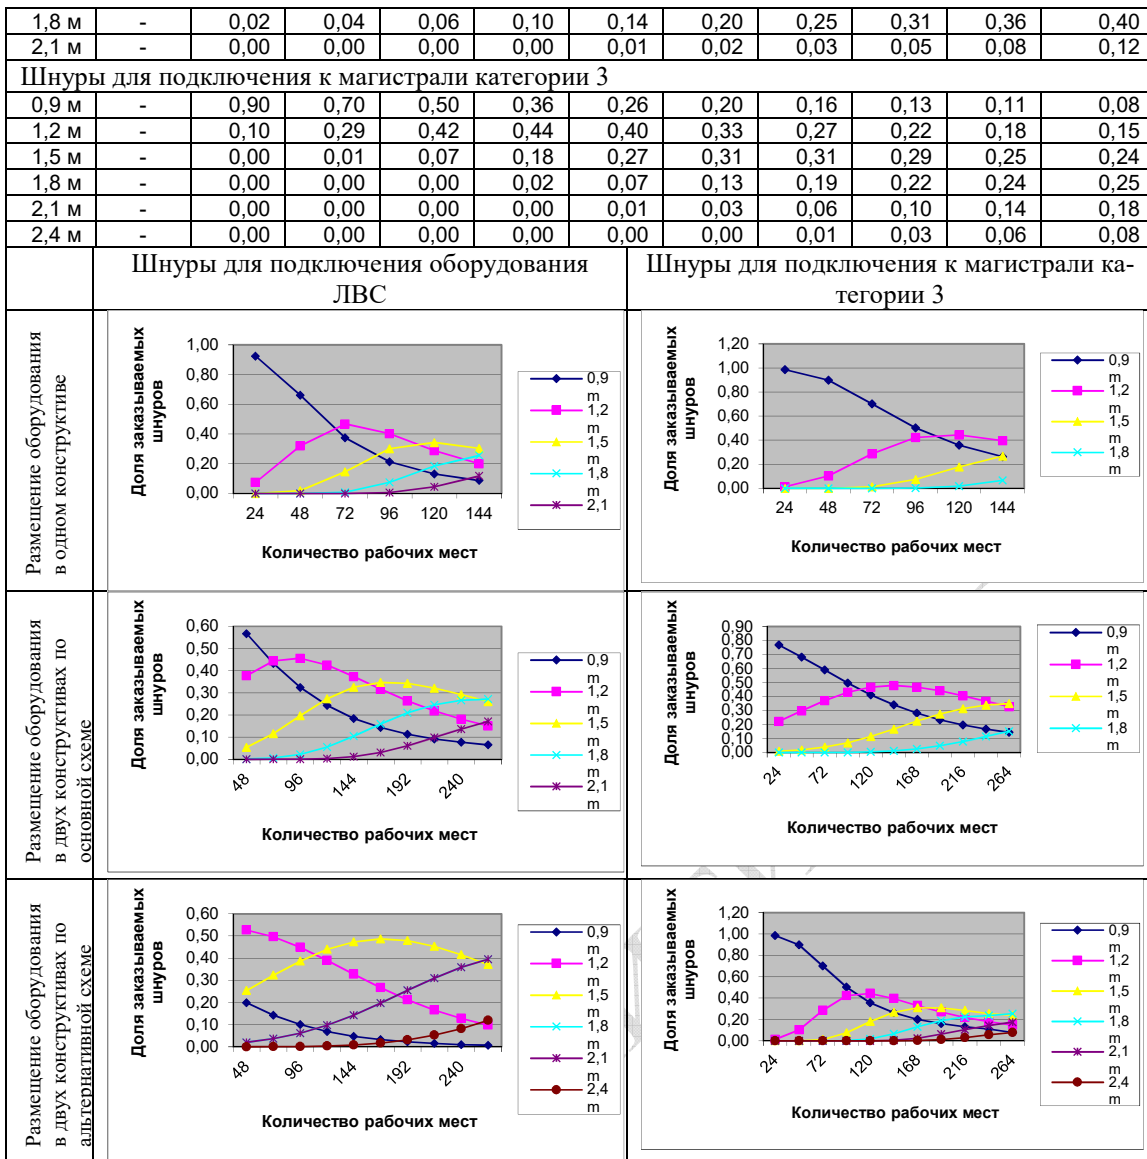 1,8 м - 0,02 0,04 0,06 0,10 0,14 0,20 0,25 0,31 0,36 0,40
2,1 м - 0,00 0,00 0,00 0,00 0,01 0,02 0,03 0,05 0,08 0,12
Шнуры для подключения к магистрали категории 3
0,9 м - 0,90 0,70 0,50 0,36 0,26 0,20 0,16 0,13 0,11 0,08
1,2 м - 0,10 0,29 0,42 0,44 0,40 0,33 0,27 0,22 0,18 0,15
1,5 м - 0,00 0,01 0,07 0,18 0,27 0,31 0,31 0,29 0,25 0,24
1,8 м - 0,00 0,00 0,00 0,02 0,07 0,13 0,19 0,22 0,24 0,25
2,1 м - 0,00 0,00 0,00 0,00 0,01 0,03 0,06 0,10 0,14 0,18
2,4 м - 0,00 0,00 0,00 0,00 0,00 0,00 0,01 0,03 0,06 0,08
Шнуры для подключения оборудования
ЛВС
Шнуры для подключения к магистрали ка-
тегории 3
Размещение оборудования
в одном конструктиве
Доля заказываемых
шнуров
1,00
0,80
0,60
0,40
0,20
0,00
24 48 72 96 120 144
Количество рабочих мест
0,9
m
1,2
m
1,5
m
1,8
m
2,1
Доля заказываемых
шнуров
1,20
1,00
0,80
0,60
0,40
0,20
0,00
24 48 72 96 120 144
Количество рабочих мест
0,9
m
1,2
m
1,5
m
1,8
m
Размещение оборудования
в двух конструктивах по
основной схеме
Доля заказываемых
шнуров
0,60
0,50
0,40
0,30
0,20
0,10
0,00
48 96 144 192 240
Количество рабочих мест
0,9
m
1,2
m
1,5
m
1,8
m
2,1
m
Доля заказываемых
шнуров
0,90
0,80
0,70
0,60
0,50
0,40
0,30
0,20
0,10
0,00
24 72 120 168 216 264
Количество рабочих мест
0,9
m
1,2
m
1,5
m
1,8
m
Размещение оборудования
в двух конструктивах по
альтернативной схеме
Доля заказываемых
шнуров
0,60
0,50
0,40
0,30
0,20
0,10
0,00
48 96 144 192 240
Количество рабочих мест
0,9
m
1,2
m
1,5
m
1,8
m
2,1
m
2,4
m
Доля заказываемых
шнуров
1,20
1,00
0,80
0,60
0,40
0,20
0,00
24 72 120 168 216 264
Количество рабочих мест
0,9
m
1,2
m
1,5
m
1,8
m
2,1
m
2,4
m